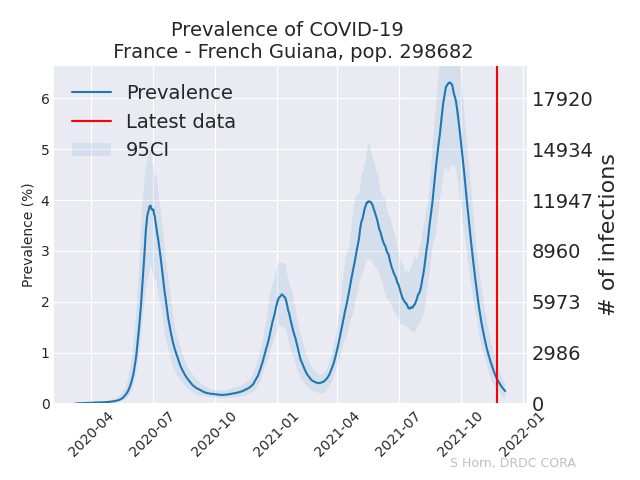 Prevalence of COVID-19
France - French Guiana, pop. 298682
Prevalence
Latest data
95CI
Prevalence (%)
6
5
4
3
2
1
0
17920
14934
11947
8960
5973
2986
0
# of infections
2020-04
2020-07
2020-10
2021-01
2021-04
2021-07
2021-10
2022-01
S Horn, DRDC CORA